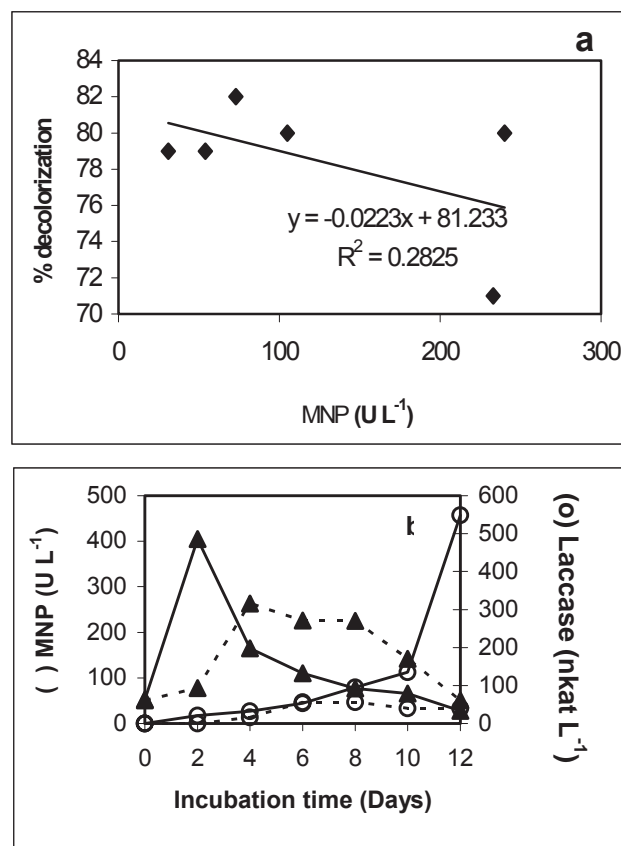 a
84
82
80
78
76
74
72
70
% decolorization
y = -0.0223x + 81.233
R² = 0.2825
0 100 200 300
MNP (U L⁻¹)
b
500
400
300
200
100
0
( ) MNP (U L⁻¹)
600
500
400
300
200
100
0
(o) Laccase (nkat L⁻¹)
0 2 4 6 8 10 12
Incubation time (Days)